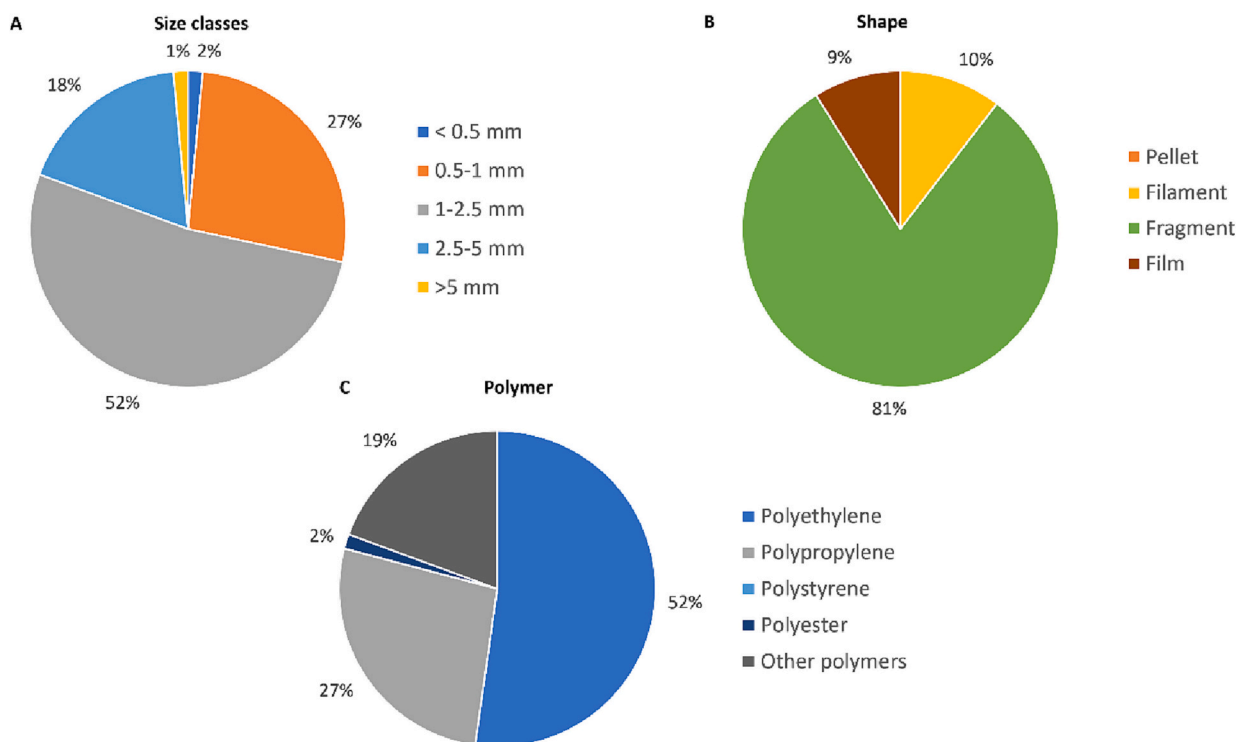 A
Size classes
1%
2%
18%
27%
52%
< 0.5 mm
0.5-1 mm
1-2.5 mm
2.5-5 mm
>5 mm
B
Shape
9%
10%
81%
Pellet
Filament
Fragment
Film
C
Polymer
19%
2%
27%
52%
Polyethylene
Polypropylene
Polystyrene
Polyester
Other polymers